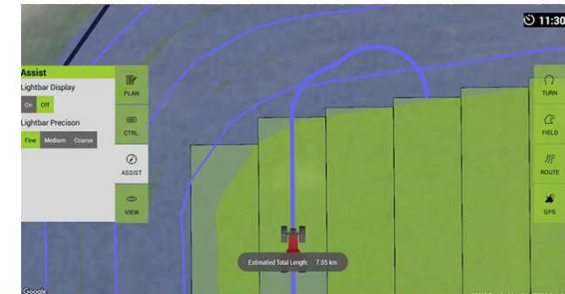 11:30
Assist
Lightbar Display
On Off
Lightbar Precison
Fine Medium Coarse
PLAN
CTRL
ASSIST
VIEW
TURN
FIELD
ROUTE
GPS
Estimatied Total Length: 7.05 km
Google